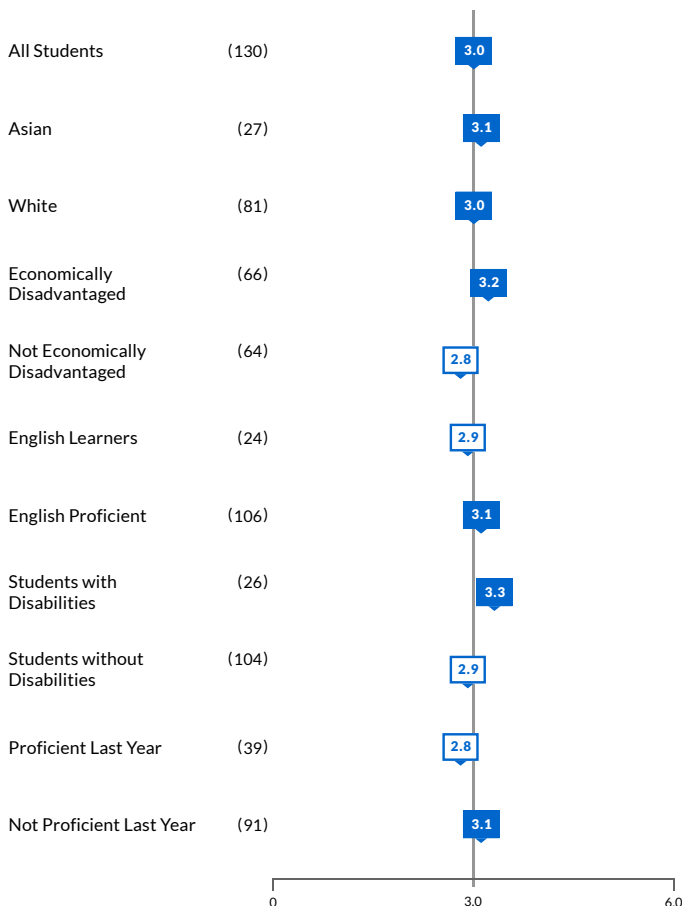 All Students (130) 3.0
Asian (27) 3.1
White (81) 3.0
Economically (66)
Disadvantaged 3.2
Not Economically (64)
Disadvantaged 2.8
English Learners (24) 2.9
English Proficient (106) 3.1
Students with (26)
Disabilities 3.3
Students without (104)
Disabilities 2.9
Proficient Last Year (39) 2.8
Not Proficient Last Year (91) 3.1
0 3.0 6.0